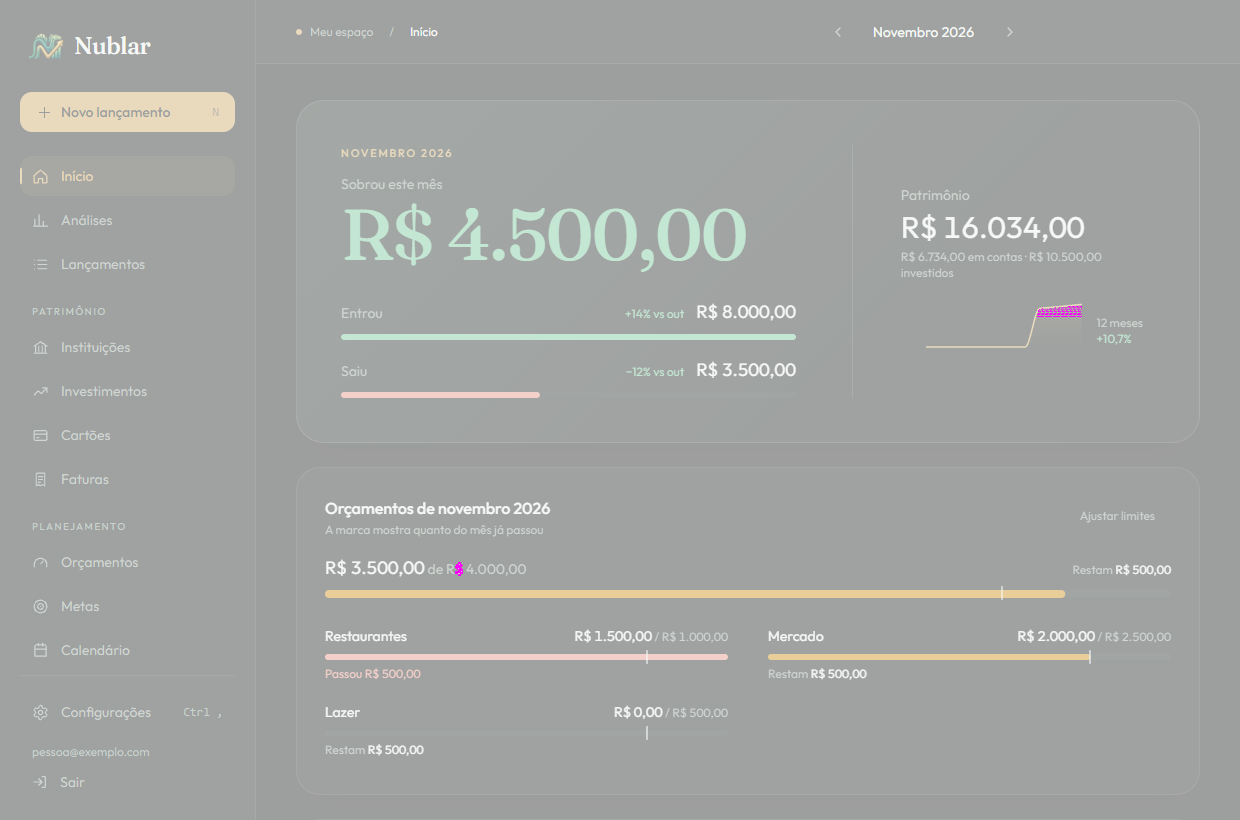 Nublar
Meu espaço / Início
Novembro 2026
Novo lançamento N
Início
Análises
Lançamentos
PATRIMÔNIO
Instituições
Investimentos
Cartões
Faturas
PLANEJAMENTO
Orçamentos
Metas
Calendário
Configurações Ctrl ,
pessoa@exemplo.com
Sair
NOVEMBRO 2026
Sobrou este mês
R$ 4.500,00
Entrou +14% vs out R$ 8.000,00
Saiu −12% vs out R$ 3.500,00
Patrimônio
R$ 16.034,00
R$ 6.734,00 em contas · R$ 10.500,00
investidos
12 meses
+10,7%
Orçamentos de novembro 2026
A marca mostra quanto do mês já passou
Ajustar limites
R$ 3.500,00 de R$ 4.000,00
Restam R$ 500,00
Restaurantes R$ 1.500,00 / R$ 1.000,00
Passou R$ 500,00
Mercado R$ 2.000,00 / R$ 2.500,00
Restam R$ 500,00
Lazer R$ 0,00 / R$ 500,00
Restam R$ 500,00